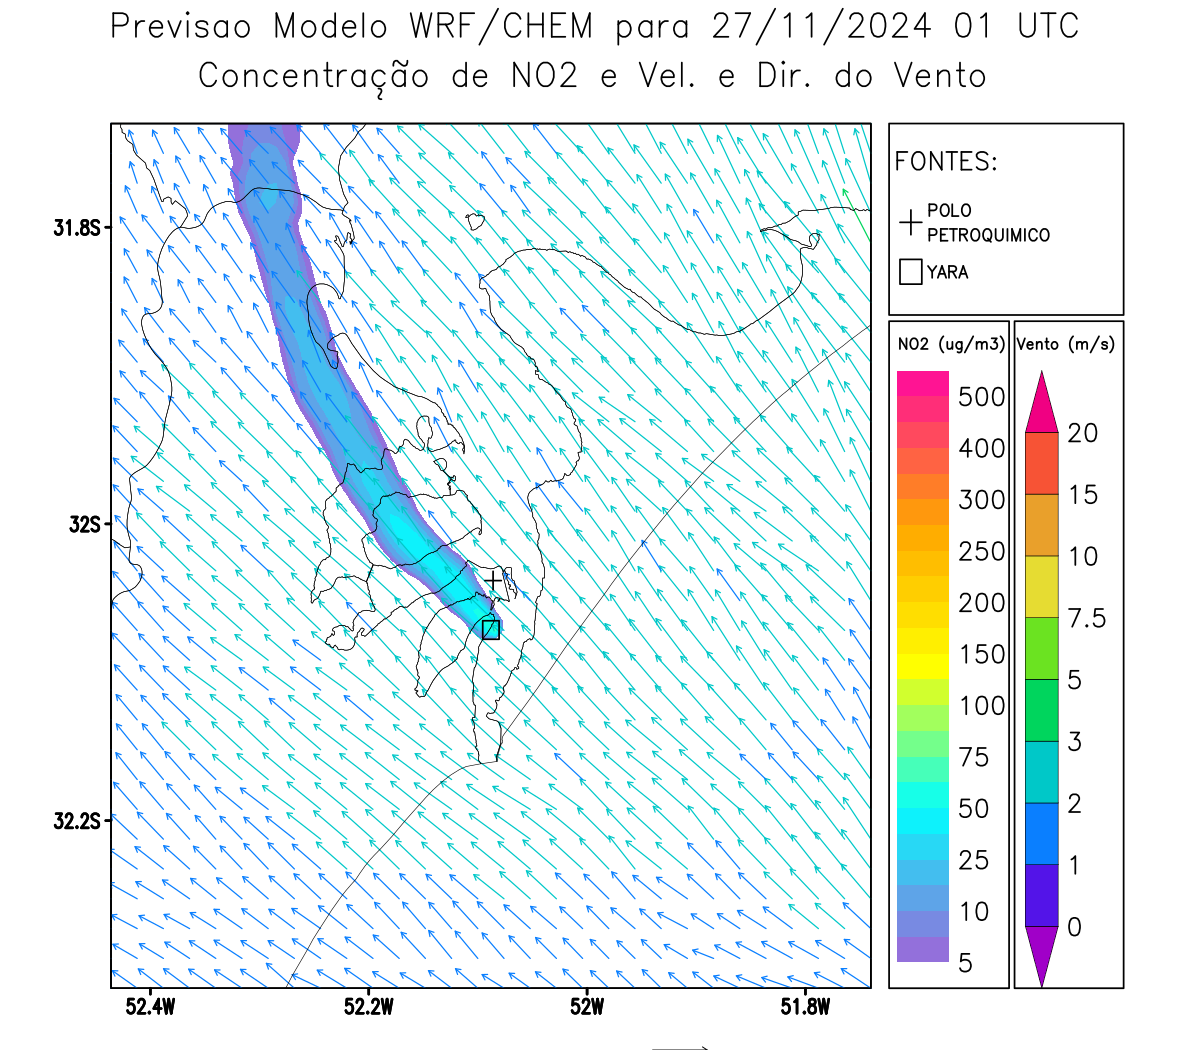 Previsao Modelo WRF/CHEM para 27/11/2024 01 UTC
Concentração de NO2 e Vel. e Dir. do Vento
FONTES:
POLO
PETROQUIMICO
YARA
NO2 (ug/m3)
500
400
300
250
200
150
100
75
50
25
10
5
Vento (m/s)
20
15
10
7.5
5
3
2
1
0
31.8S
32S
32.2S
52.4W 52.2W 52W 51.8W